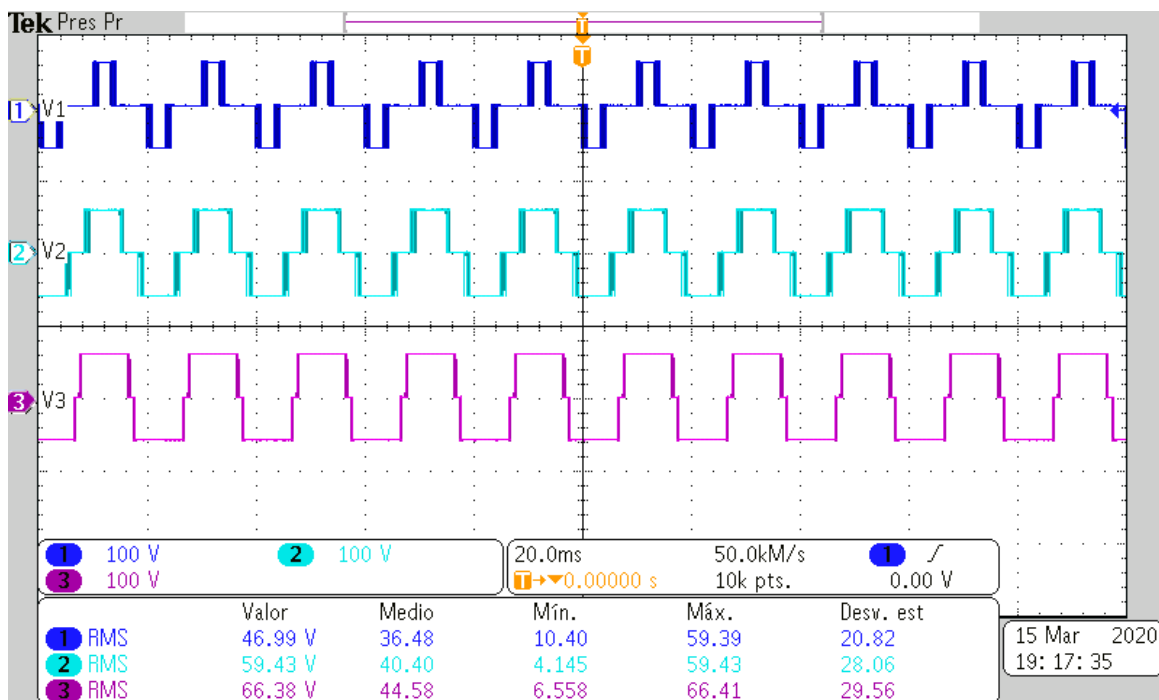 Tek Pres Pr
T
T
1 V1
2 V2
3 V3
1 100 V 2 100 V
3 100 V
20.0ms 50.0kM/s 1
T→▼0.00000 s 10k pts. 0.00 V
Valor Medio Mín. Máx. Desv. est
1 RMS 46.99 V 36.48 10.40 59.39 20.82
2 RMS 59.43 V 40.40 4.145 59.43 28.06
3 RMS 66.38 V 44.58 6.558 66.41 29.56
15 Mar 2020
19:17:35